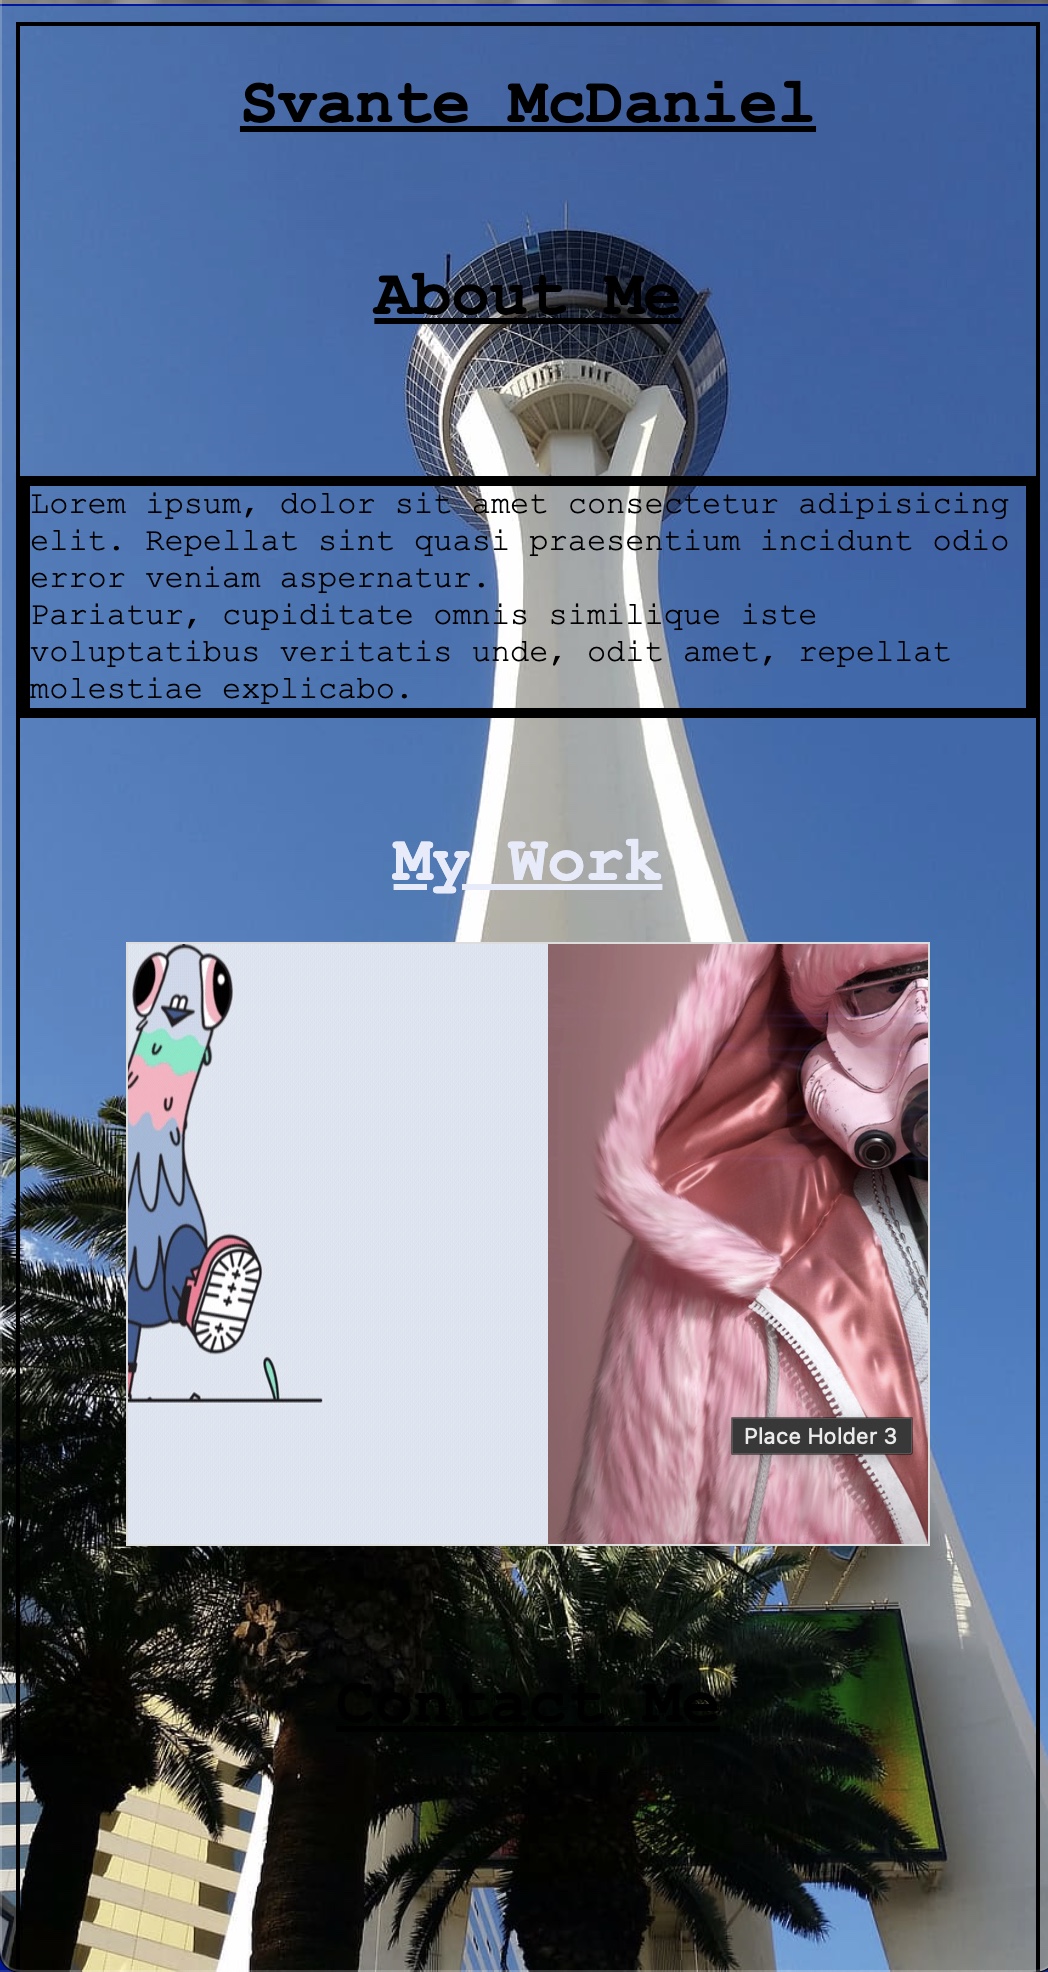 Svante McDaniel
About Me
Lorem ipsum, dolor sit amet consectetur adipisicing
elit. Repellat sint quasi praesentium incidunt odio
error veniam aspernatur.
Pariatur, cupiditate omnis similique iste
voluptatibus veritatis unde, odit amet, repellat
molestiae explicabo.
My Work
Place Holder 3
Contact Me